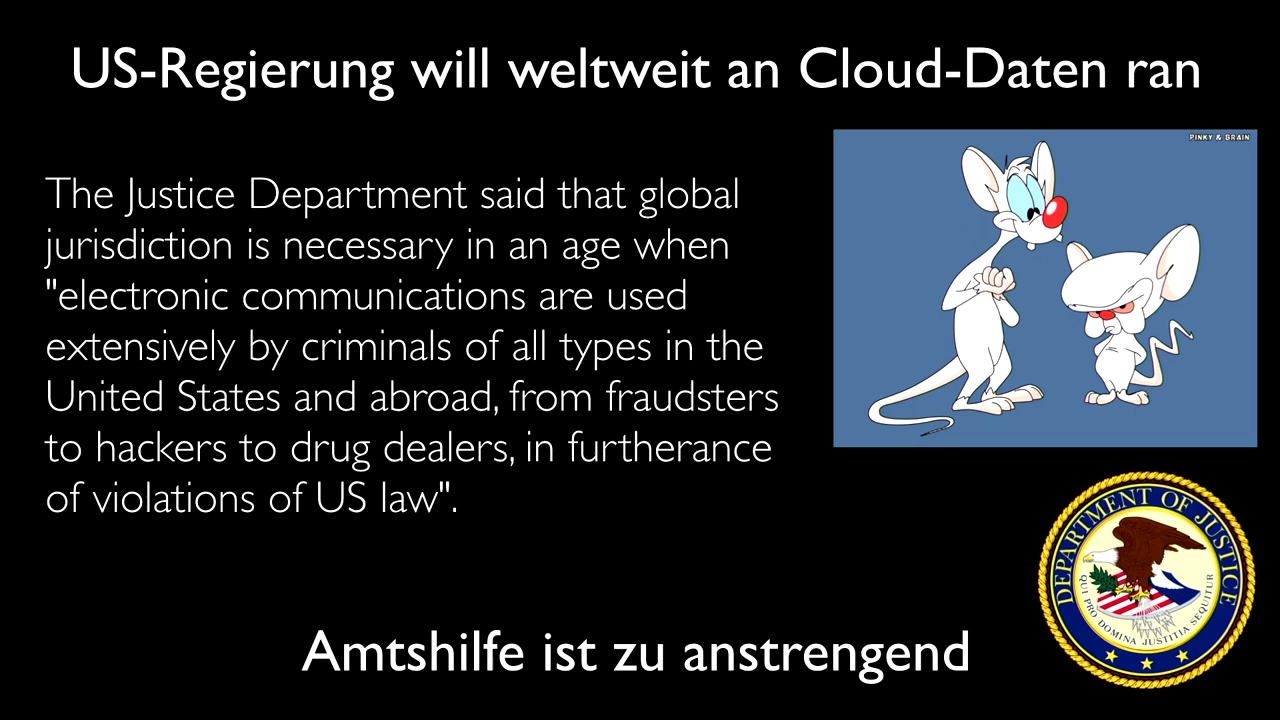 US-Regierung will weltweit an Cloud-Daten ran
PINKY & BRAIN
The Justice Department said that global
jurisdiction is necessary in an age when
"electronic communications are used
extensively by criminals of all types in the
United States and abroad, from fraudsters
to hackers to drug dealers, in furtherance
of violations of US law".
DEPARTMENT OF JUSTICE
QUI PRO DOMINA JUSTITIA SEQUITUR
Amtshilfe ist zu anstrengend